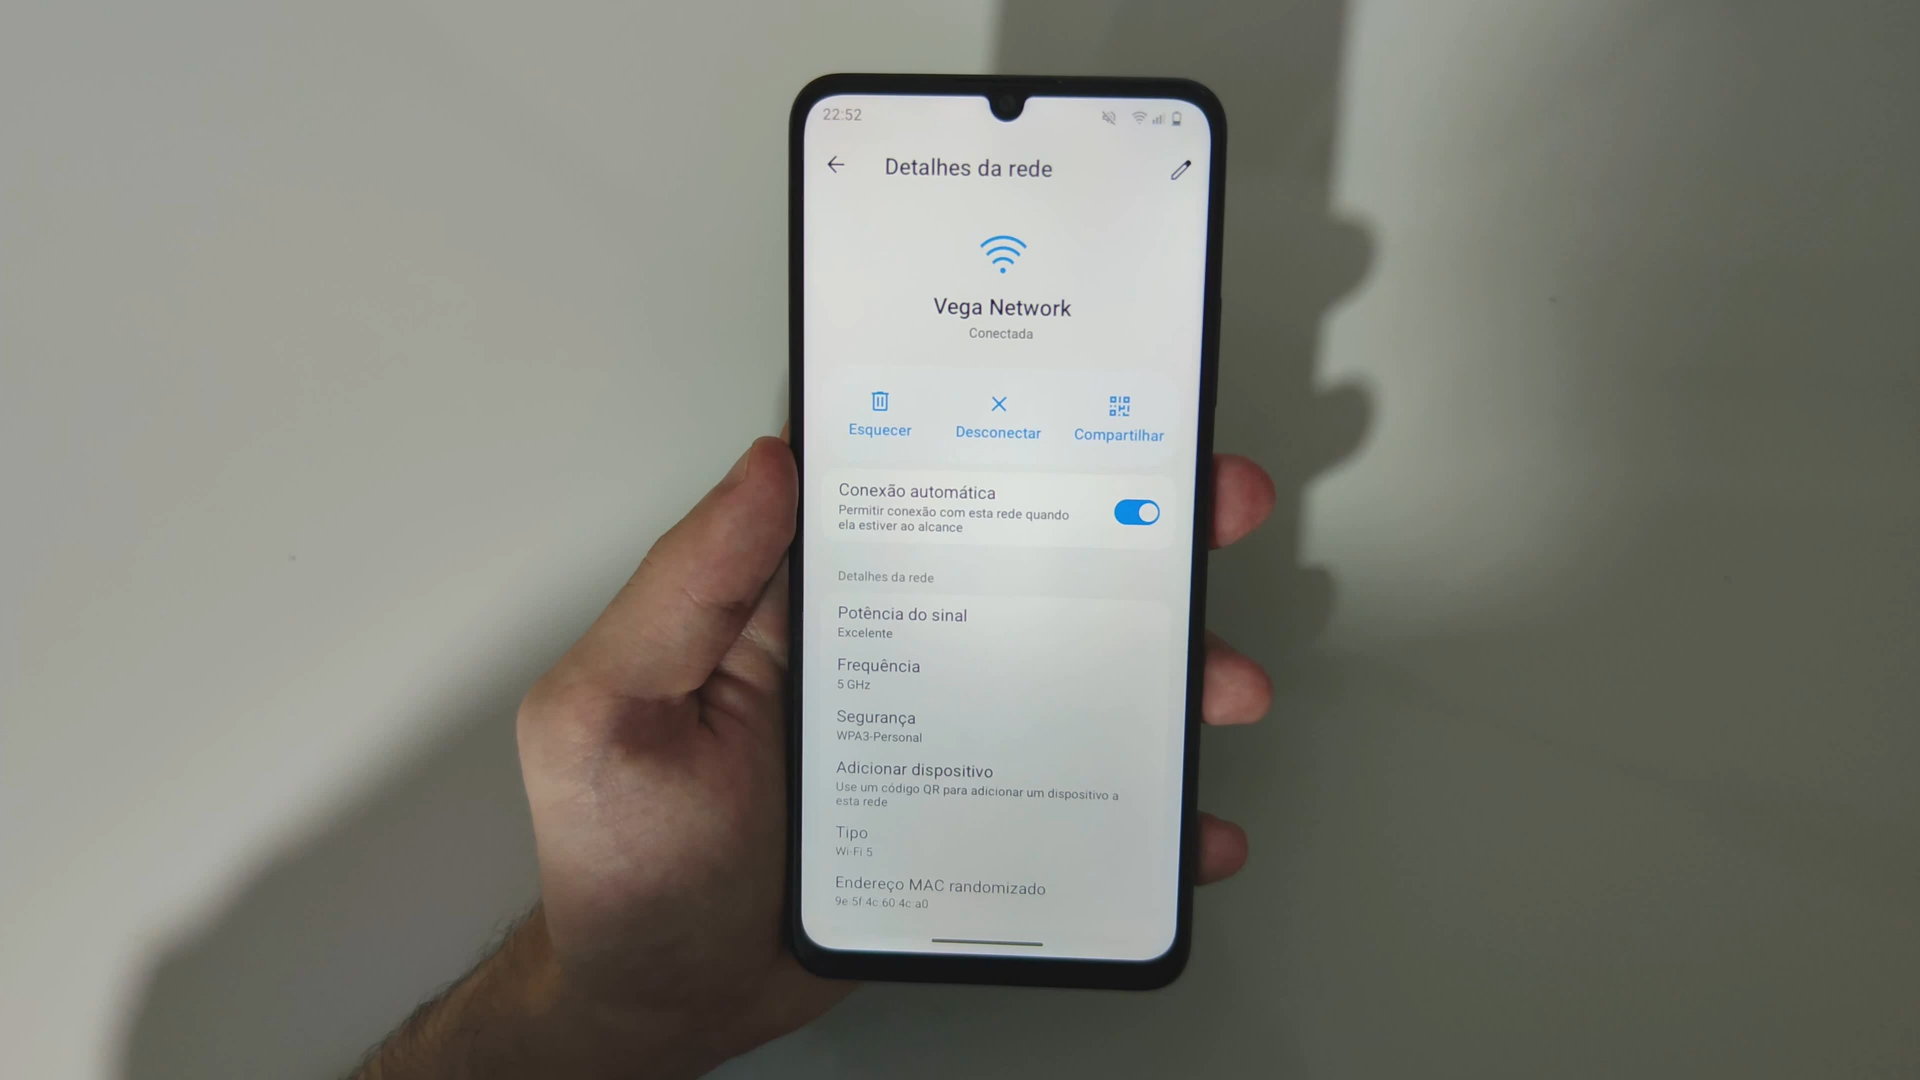 22:52
Detalhes da rede
Vega Network
Conectada
Esquecer
Desconectar
Compartilhar
Conexão automática
Permitir conexão com esta rede quando
ela estiver ao alcance
Detalhes da rede
Potência do sinal
Excelente
Frequência
5 GHz
Segurança
WPA3-Personal
Adicionar dispositivo
Use um código QR para adicionar um dispositivo a
esta rede
Tipo
Wi-Fi 5
Endereço MAC randomizado
9e:5f:4c:60:4c:a0